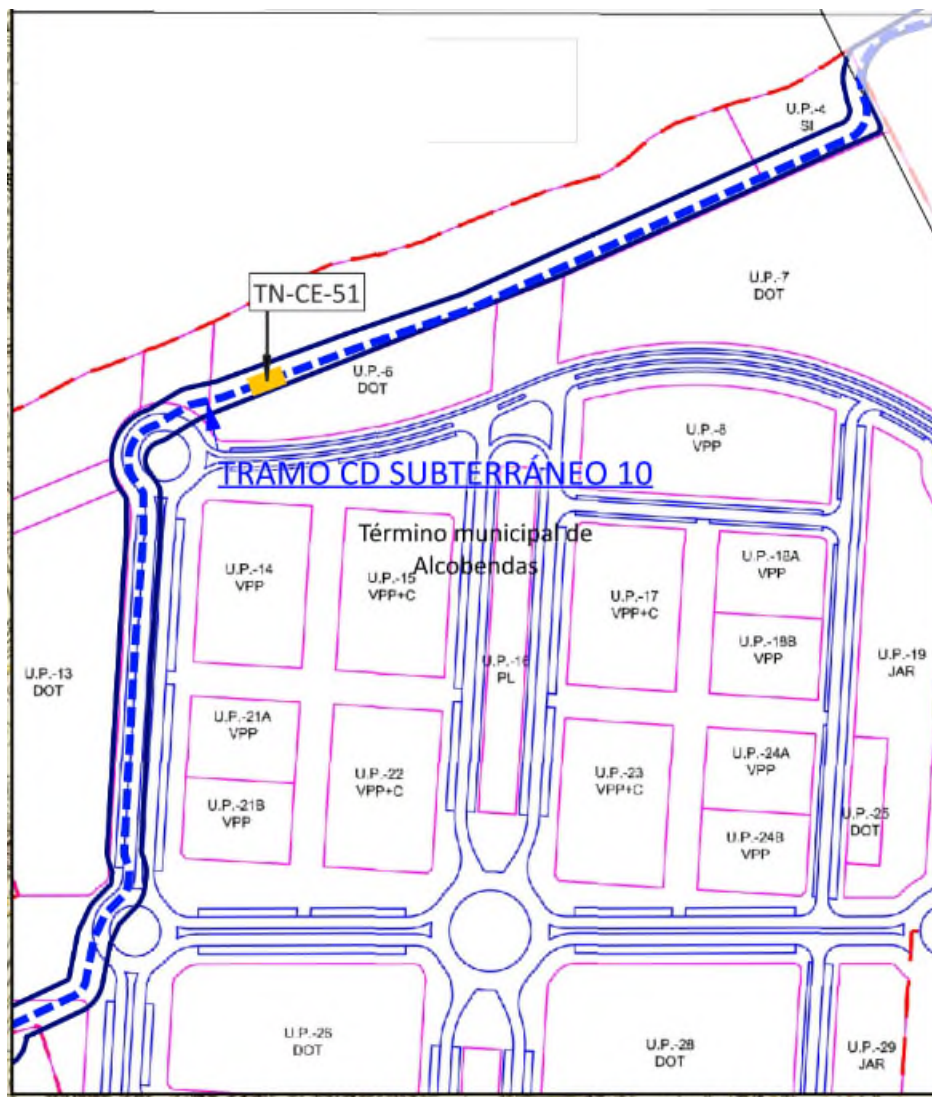 U.P.-4
SI
U.P.-7
DOT
TN-CE-51
U.P.-6
DOT
U.P.-8
VPP
TRAMO CD SUBTERRÁNEO 10
Término municipal de
Alcobendas
U.P.-14
VPP
U.P.-15
VPP+C
U.P.-17
VPP+C
U.P.-18A
VPP
U.P.-18B
VPP
U.P.-13
DOT
U.P.-16
PL
U.P.-19
JAR
U.P.-21A
VPP
U.P.-22
VPP+C
U.P.-23
VPP+C
U.P.-24A
VPP
U.P.-21B
VPP
U.P.-24B
VPP
U.P.-25
DOT
U.P.-26
DOT
U.P.-28
DOT
U.P.-29
JAR